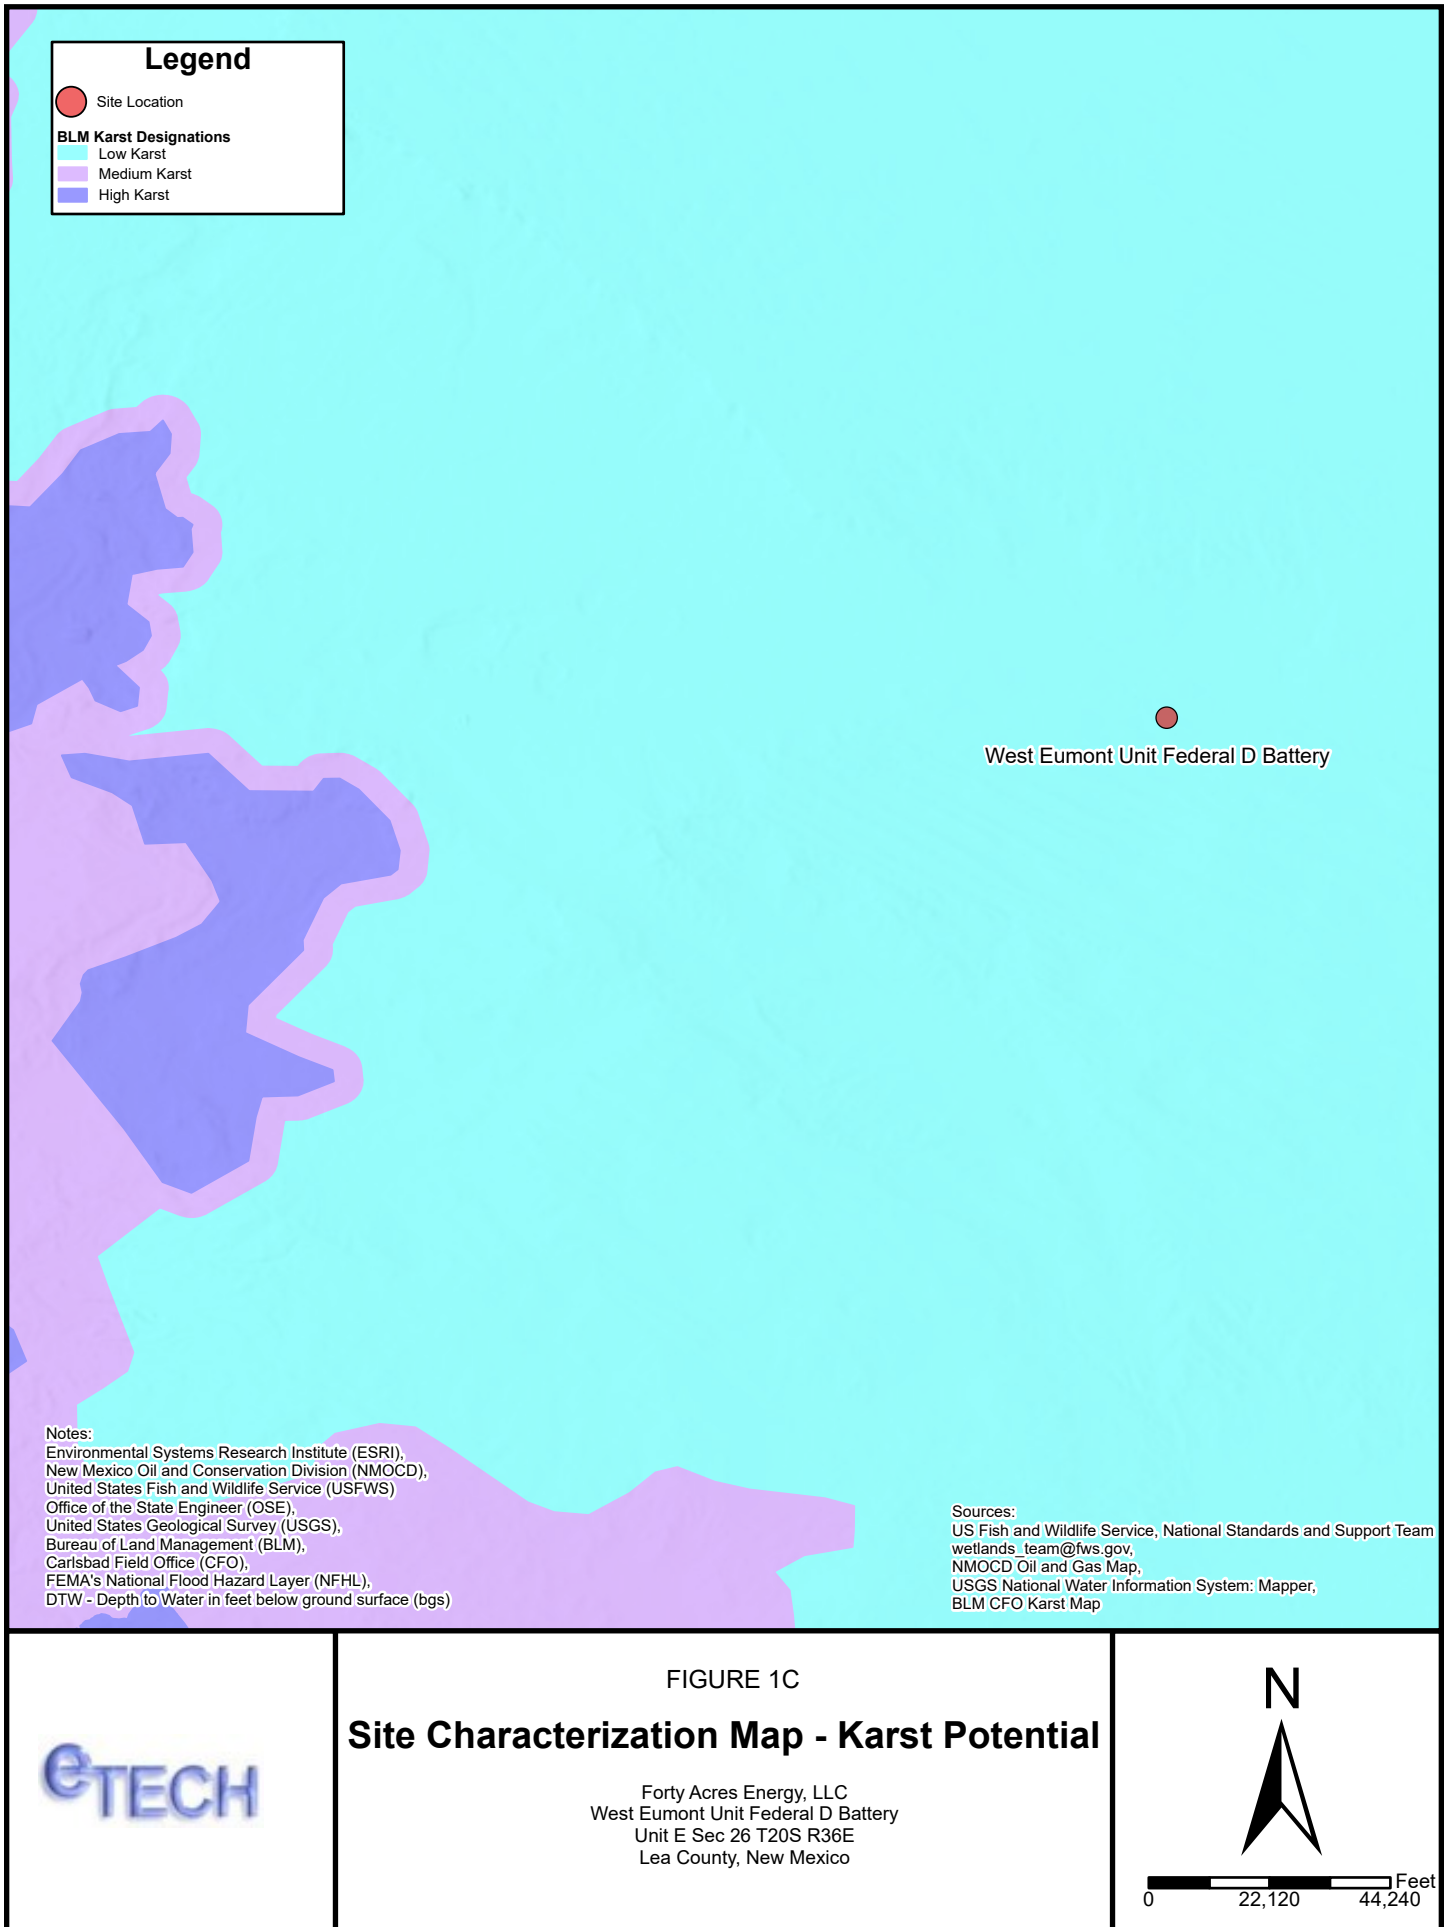 Legend
Site Location
BLM Karst Designations
Low Karst
Medium Karst
High Karst
West Eumont Unit Federal D Battery
Notes:
Environmental Systems Research Institute (ESRI),
New Mexico Oil and Conservation Division (NMOCD),
United States Fish and Wildlife Service (USFWS)
Office of the State Engineer (OSE),
United States Geological Survey (USGS),
Bureau of Land Management (BLM),
Carlsbad Field Office (CFO),
FEMA's National Flood Hazard Layer (NFHL),
DTW - Depth to Water in feet below ground surface (bgs)
Sources:
US Fish and Wildlife Service, National Standards and Support Team
wetlands_team@fws.gov,
NMOCD Oil and Gas Map,
USGS National Water Information System: Mapper,
BLM CFO Karst Map
eTECH
FIGURE 1C
Site Characterization Map - Karst Potential
Forty Acres Energy, LLC
West Eumont Unit Federal D Battery
Unit E Sec 26 T20S R36E
Lea County, New Mexico
N
Feet
0 22,120 44,240